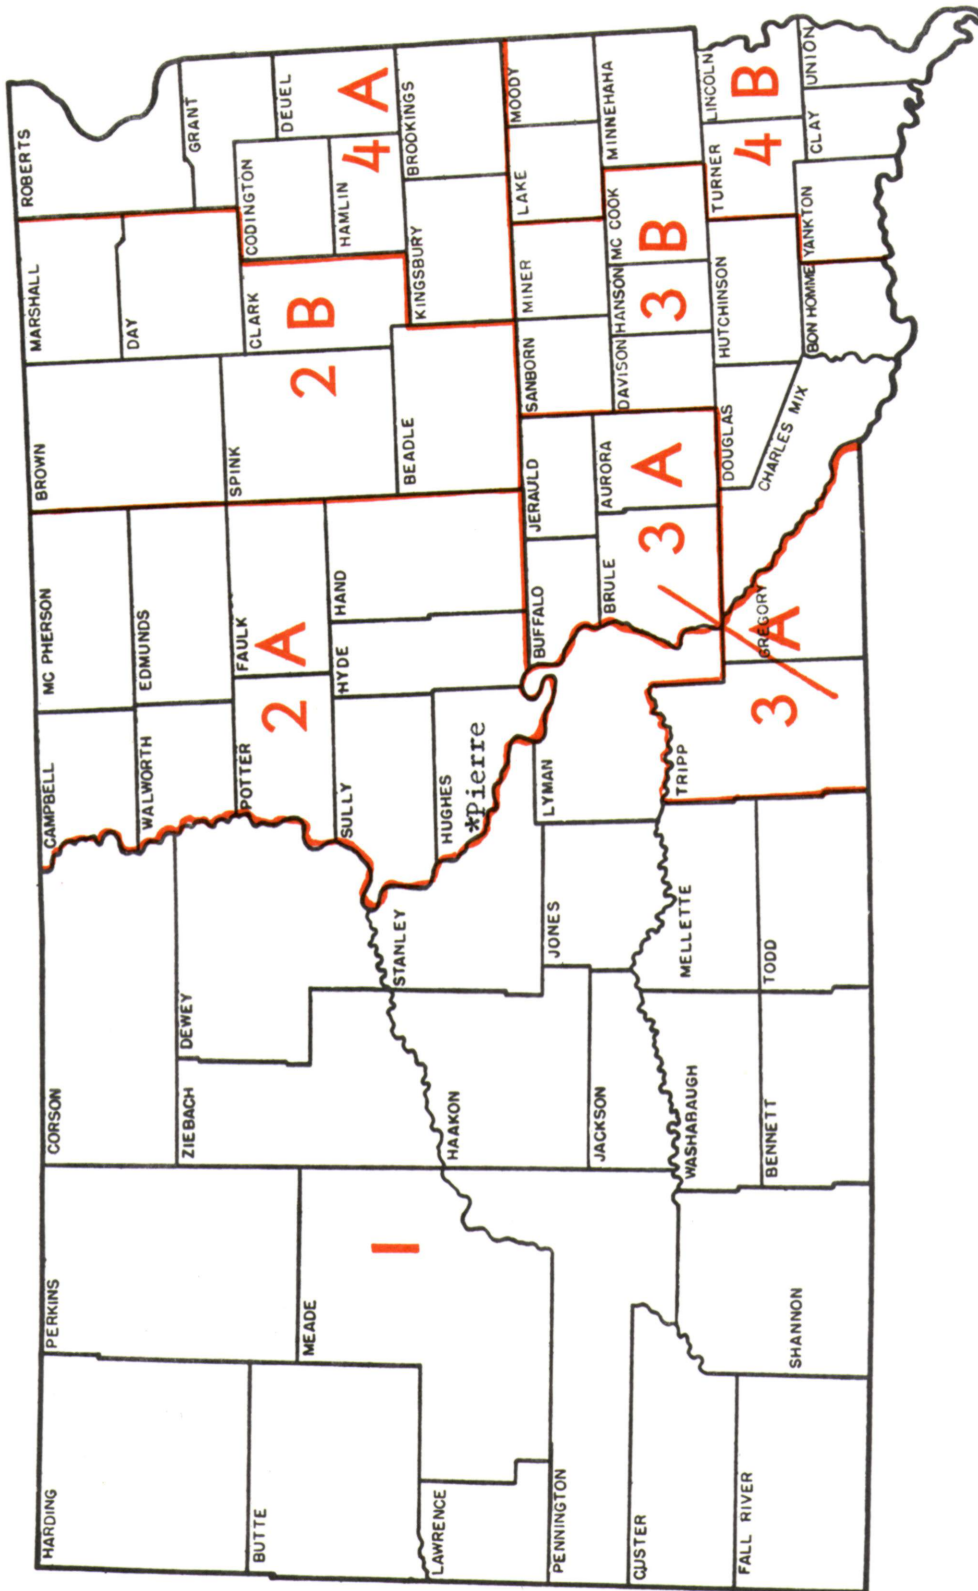 HARDING
PERKINS
CORSON
CAMPBELL
MC PHERSON
BROWN
MARSHALL
ROBERTS
WALWORTH
EDMUNDS
DAY
GRANT
BUTTE
MEADE
ZIEBACH
DEWEY
POTTER
FAULK
SPINK
CLARK
CODINGTON
DEUEL
HAMLIN
2 A
2 B
4 A
1
SULLY
HYDE
HAND
BEADLE
KINGSBURY
BROOKINGS
LAWRENCE
HAAKON
STANLEY
HUGHES
*Pierre
BUFFALO
JERAULD
SANBORN
MINER
LAKE
MOODY
PENNINGTON
JACKSON
JONES
LYMAN
BRULE
AURORA
DAVISON
HANSON
MC COOK
MINNEHAHA
3 A
3 B
CUSTER
WASHABAUGH
MELLETTE
TRIPP
GREGORY
DOUGLAS
HUTCHINSON
TURNER
LINCOLN
3 A
4 B
FALL RIVER
SHANNON
BENNETT
TODD
CHARLES MIX
BON HOMME
YANKTON
CLAY
UNION